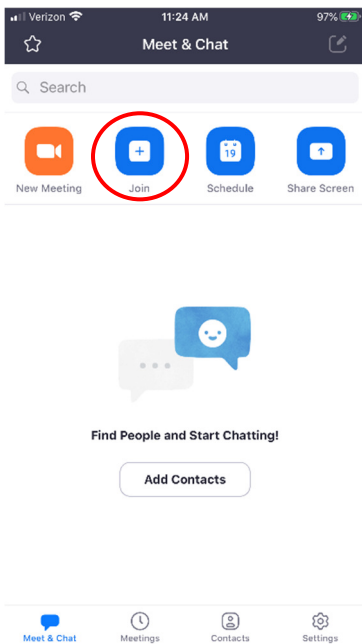 Verizon 11:24 AM 97%
Meet & Chat
Search
19
New Meeting Join Schedule Share Screen
Find People and Start Chatting!
Add Contacts
Meet & Chat Meetings Contacts Settings